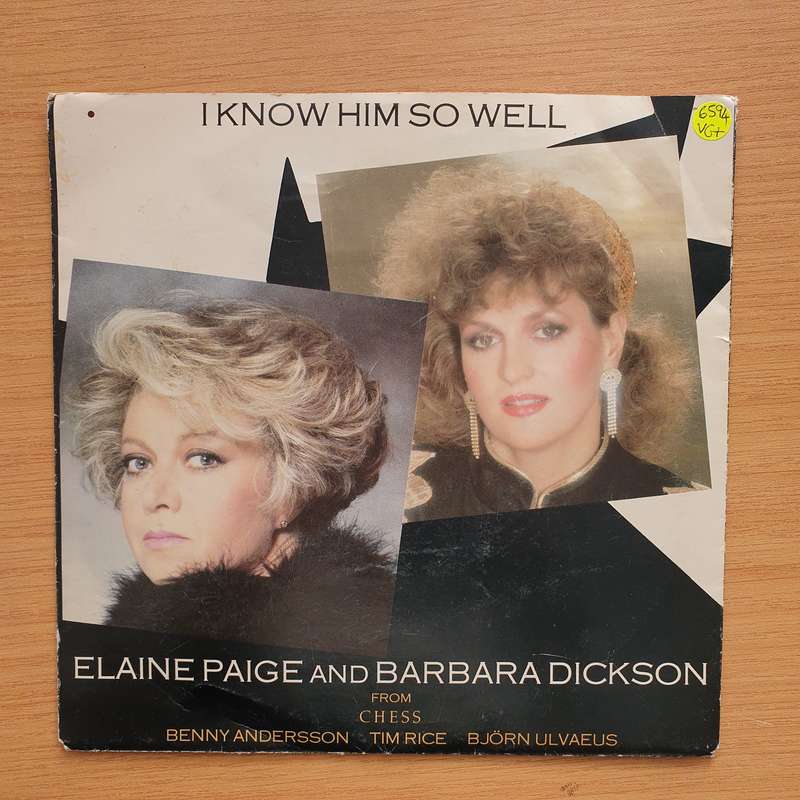 I KNOW HIM SO WELL
6594
VG+
ELAINE PAIGE AND BARBARA DICKSON
FROM
CHESS
BENNY ANDERSSON TIM RICE BJÖRN ULVAEUS